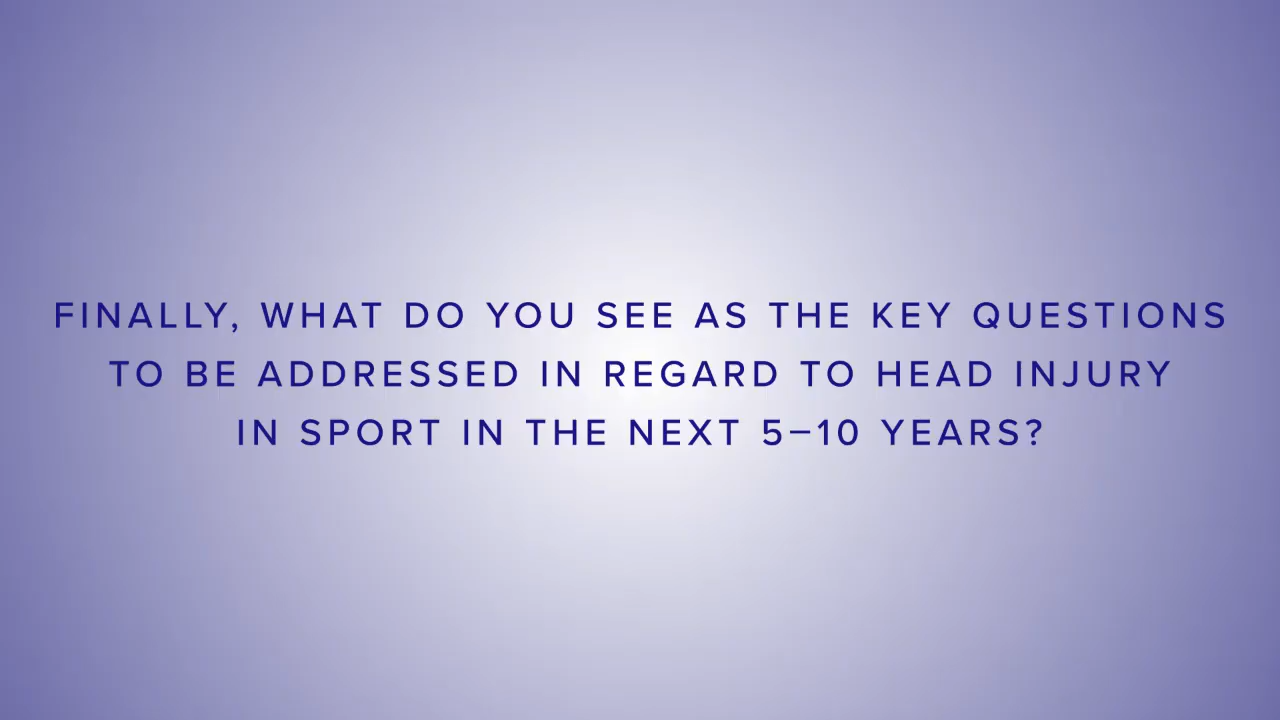 FINALLY, WHAT DO YOU SEE AS THE KEY QUESTIONS
TO BE ADDRESSED IN REGARD TO HEAD INJURY
IN SPORT IN THE NEXT 5–10 YEARS?